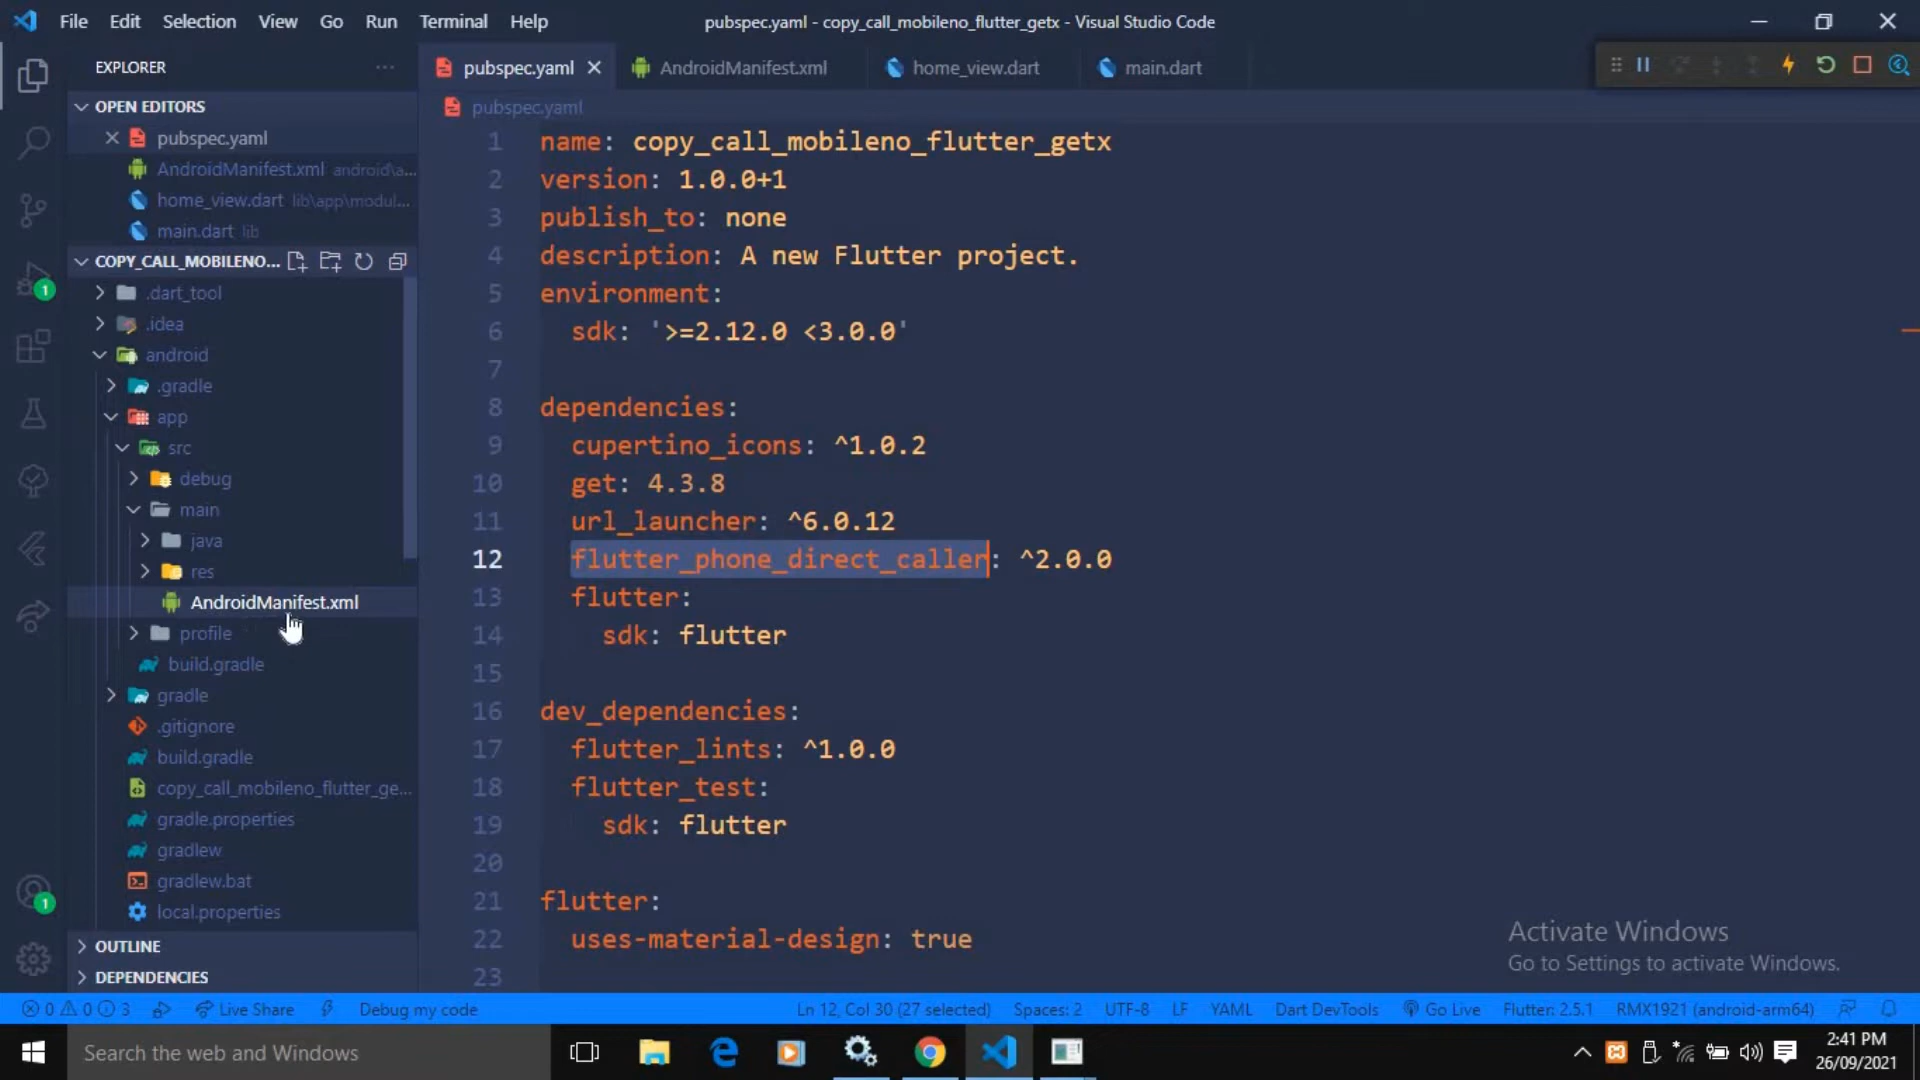 File Edit Selection View Go Run Terminal Help
pubspec.yaml - copy_call_mobileno_flutter_getx - Visual Studio Code
EXPLORER
OPEN EDITORS
pubspec.yaml
AndroidManifest.xml android\a...
home_view.dart lib\app\modul...
main.dart lib
COPY_CALL_MOBILENO...
.dart_tool
.idea
android
.gradle
app
src
debug
main
java
res
AndroidManifest.xml
profile
build.gradle
gradle
.gitignore
build.gradle
copy_call_mobileno_flutter_ge...
gradle.properties
gradlew
gradlew.bat
local.properties
OUTLINE
DEPENDENCIES
1
1
pubspec.yaml AndroidManifest.xml home_view.dart main.dart
pubspec.yaml
1 name: copy_call_mobileno_flutter_getx
2 version: 1.0.0+1
3 publish_to: none
4 description: A new Flutter project.
5 environment:
6 sdk: '>=2.12.0 <3.0.0'
7
8 dependencies:
9 cupertino_icons: ^1.0.2
10 get: 4.3.8
11 url_launcher: ^6.0.12
12 flutter_phone_direct_caller: ^2.0.0
13 flutter:
14 sdk: flutter
15
16 dev_dependencies:
17 flutter_lints: ^1.0.0
18 flutter_test:
19 sdk: flutter
20
21 flutter:
22 uses-material-design: true
23
Activate Windows
Go to Settings to activate Windows.
0 0 3 Live Share Debug my code Ln 12, Col 30 (27 selected) Spaces: 2 UTF-8 LF YAML Dart DevTools Go Live Flutter: 2.5.1 RMX1921 (android-arm64)
Search the web and Windows
2:41 PM
26/09/2021